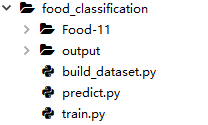 food_classification
Food-11
output
build_dataset.py
predict.py
train.py